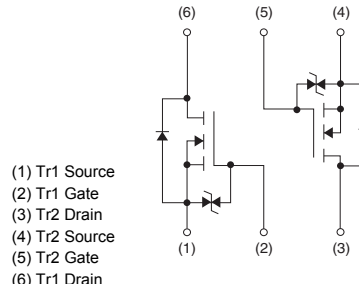 (6) (5) (4)
(1) Tr1 Source
(2) Tr1 Gate
(3) Tr2 Drain
(4) Tr2 Source
(5) Tr2 Gate
(6) Tr1 Drain
(1) (2) (3)